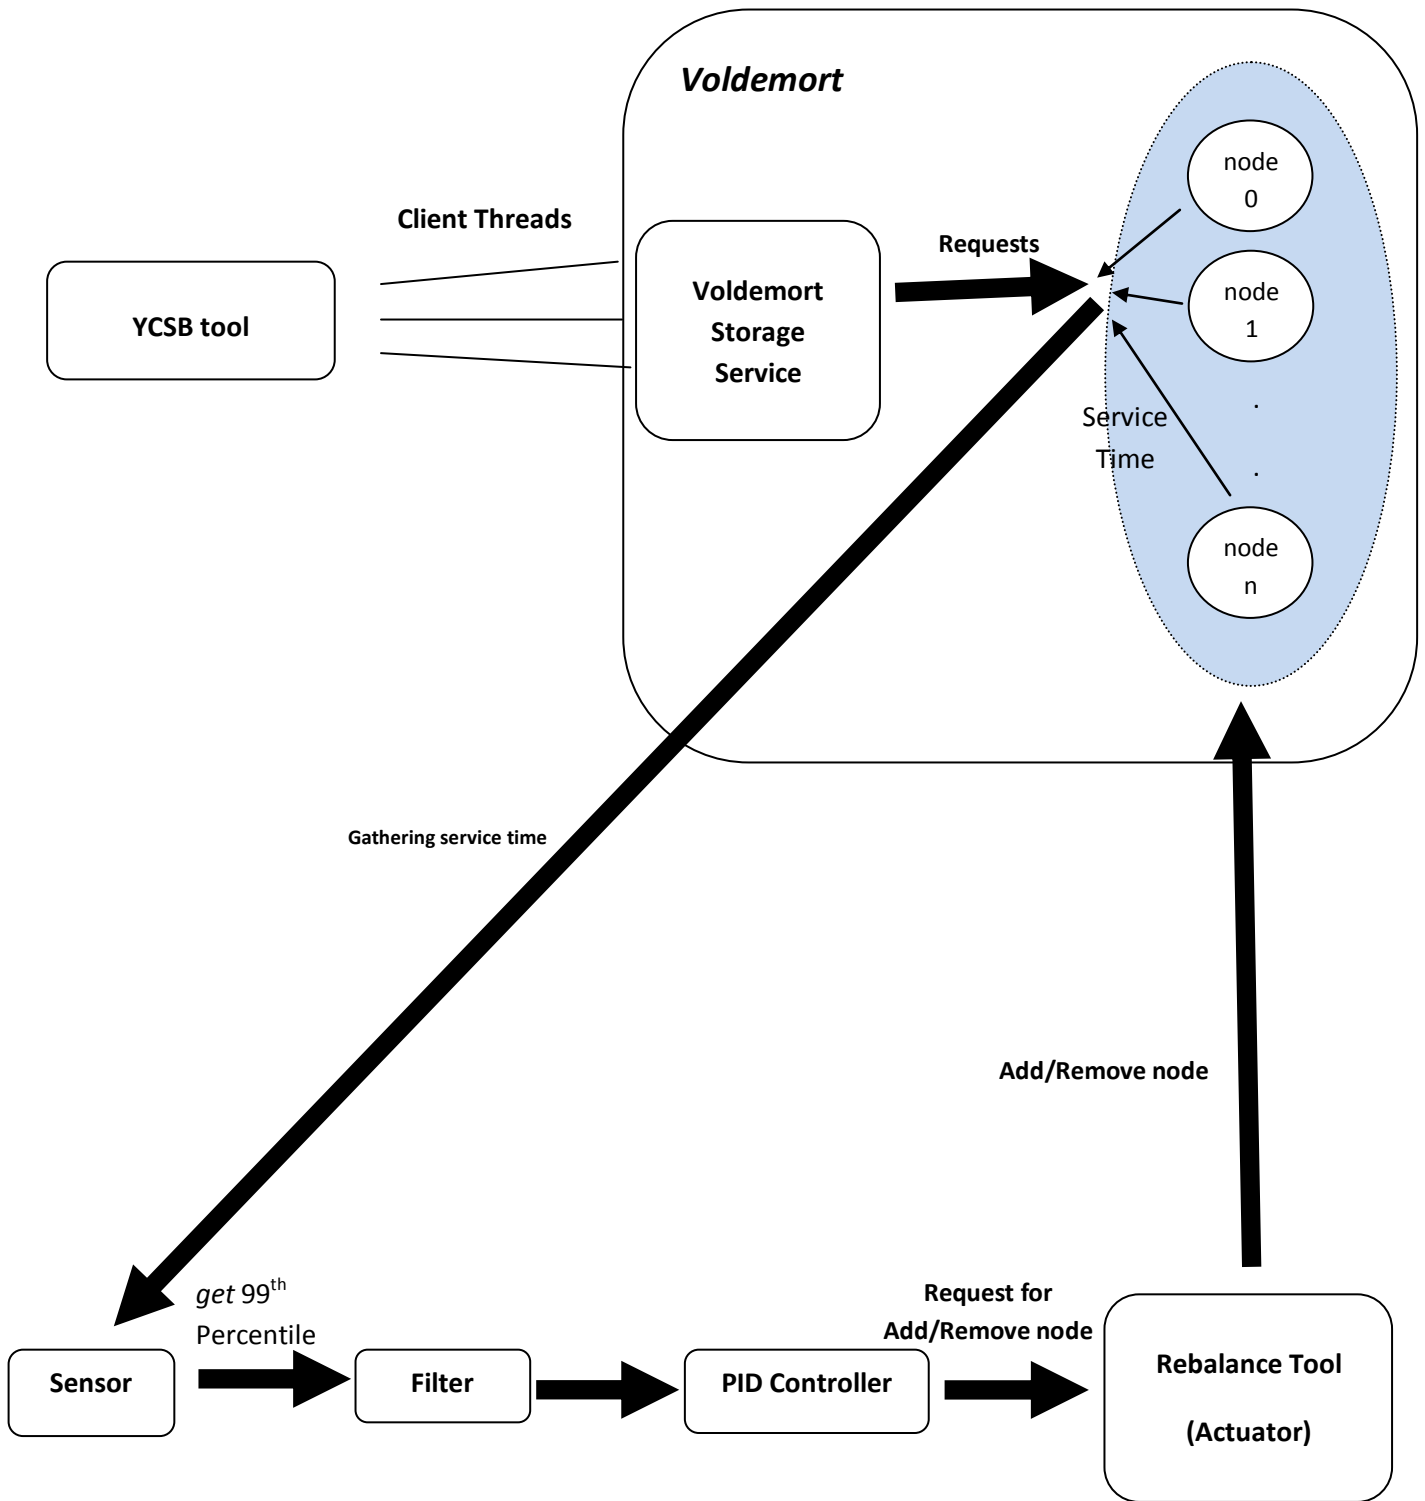 Voldemort
node
0
Client Threads
Requests
YCSB tool
Voldemort
Storage
Service
node
1
.
Service
Time
.
node
n
Gathering service time
Add/Remove node
get 99th
Percentile
Request for
Add/Remove node
Sensor
Filter
PID Controller
Rebalance Tool
(Actuator)